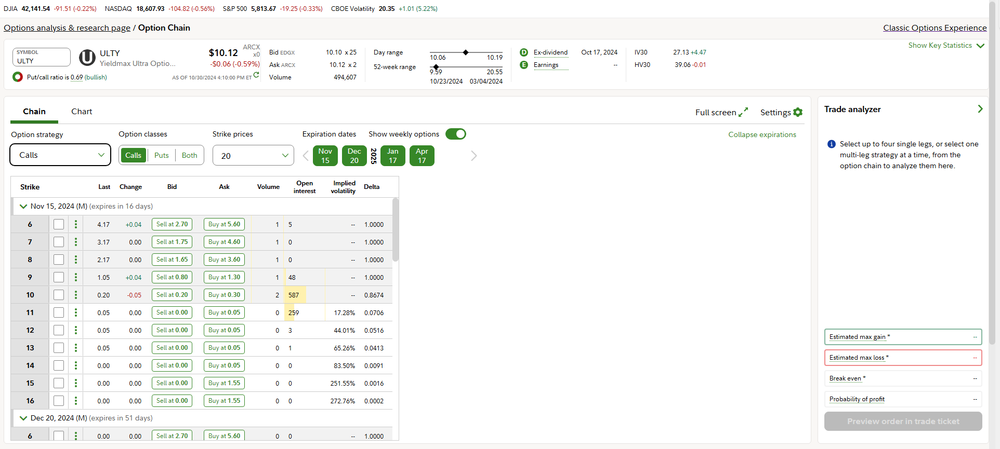 DJIA 42,141.54 -91.51 (-0.22%) NASDAQ 18,607.93 -104.82 (-0.56%) S&P 500 5,813.67 -19.25 (-0.33%) CBOE Volatility 20.35 +1.01 (5.22%)
Options analysis & research page / Option Chain
Classic Options Experience
SYMBOL
ULTY
ULTY
Yieldmax Ultra Optio...
$10.12 ARCX
x0
-$0.06 (-0.59%)
Put/call ratio is 0.69 (bullish)
AS OF 10/30/2024 4:10:00 PM ET
Bid EDGX 10.10 x 25
Ask ARCX 10.12 x 2
Volume 494,607
Day range
10.06 10.19
52-week range
9.59 20.55
10/23/2024 03/04/2024
D Ex-dividend Oct 17, 2024
E Earnings --
IV30 27.13 +4.47
HV30 39.06 -0.01
Show Key Statistics
Chain Chart
Full screen Settings
Option strategy
Calls
Option classes
Calls Puts Both
Strike prices
20
Expiration dates Show weekly options
Nov 15
Dec 20
2025
Jan 17
Apr 17
Collapse expirations
Strike Last Change Bid Ask Volume Open interest Implied volatility Delta
Nov 15, 2024 (M) (expires in 16 days)
6 4.17 +0.04 Sell at 2.70 Buy at 5.60 1 5 -- 1.0000
7 3.17 0.00 Sell at 1.75 Buy at 4.60 1 0 -- 1.0000
8 2.17 0.00 Sell at 1.65 Buy at 3.60 1 0 -- 1.0000
9 1.05 +0.04 Sell at 0.80 Buy at 1.30 1 48 -- 1.0000
10 0.20 -0.05 Sell at 0.20 Buy at 0.30 2 587 -- 0.8674
11 0.05 0.00 Sell at 0.00 Buy at 0.05 0 259 17.28% 0.0706
12 0.05 0.00 Sell at 0.00 Buy at 0.05 0 3 44.01% 0.0516
13 0.05 0.00 Sell at 0.00 Buy at 0.05 0 1 65.26% 0.0413
14 0.00 0.00 Sell at 0.00 Buy at 0.05 0 0 83.50% 0.0091
15 0.00 0.00 Sell at 0.00 Buy at 1.55 0 0 251.55% 0.0016
16 0.00 0.00 Sell at 0.00 Buy at 1.55 0 0 272.76% 0.0002
Dec 20, 2024 (M) (expires in 51 days)
6 0.00 0.00 Sell at 2.70 Buy at 5.60 0 0 -- 1.0000
Trade analyzer
Select up to four single legs, or select one
multi-leg strategy at a time, from the
option chain to analyze them here.
Estimated max gain * --
Estimated max loss * --
Break even * --
Probability of profit --
Preview order in trade ticket